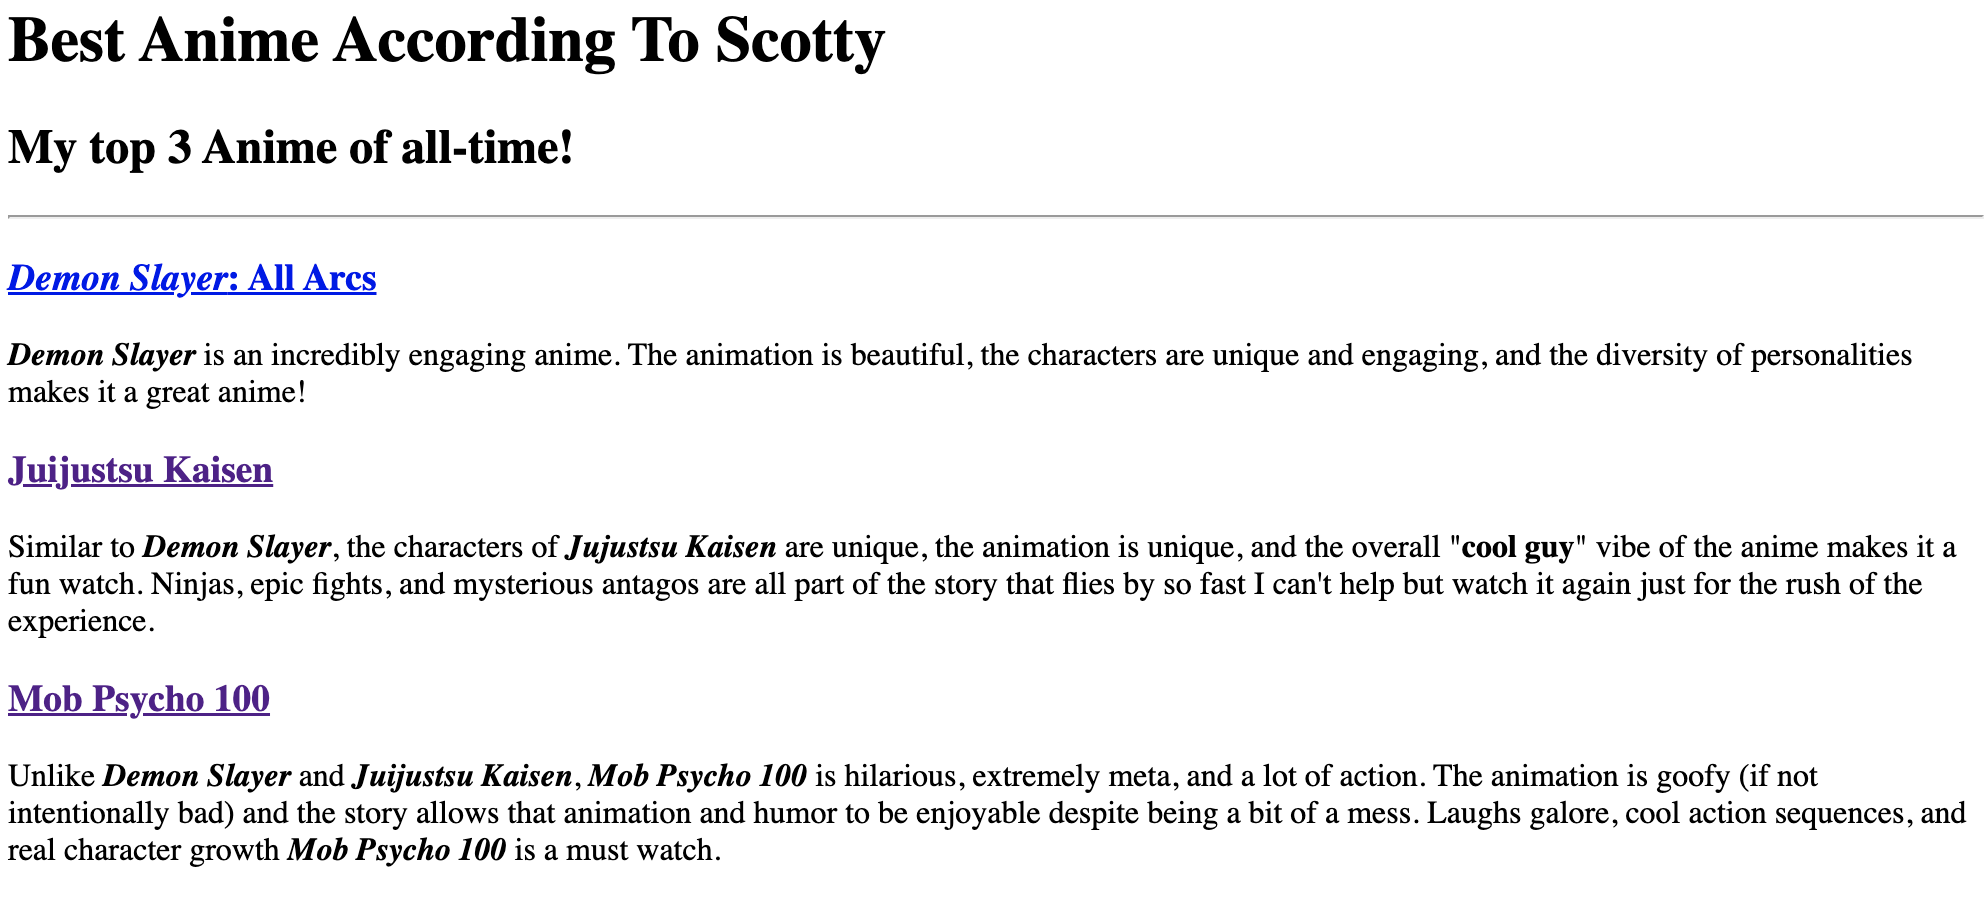 Best Anime According To Scotty
My top 3 Anime of all-time!
Demon Slayer: All Arcs
Demon Slayer is an incredibly engaging anime. The animation is beautiful, the characters are unique and engaging, and the diversity of personalities
makes it a great anime!
Juijustsu Kaisen
Similar to Demon Slayer, the characters of Jujustsu Kaisen are unique, the animation is unique, and the overall "cool guy" vibe of the anime makes it a
fun watch. Ninjas, epic fights, and mysterious antagos are all part of the story that flies by so fast I can't help but watch it again just for the rush of the
experience.
Mob Psycho 100
Unlike Demon Slayer and Juijustsu Kaisen, Mob Psycho 100 is hilarious, extremely meta, and a lot of action. The animation is goofy (if not
intentionally bad) and the story allows that animation and humor to be enjoyable despite being a bit of a mess. Laughs galore, cool action sequences, and
real character growth Mob Psycho 100 is a must watch.